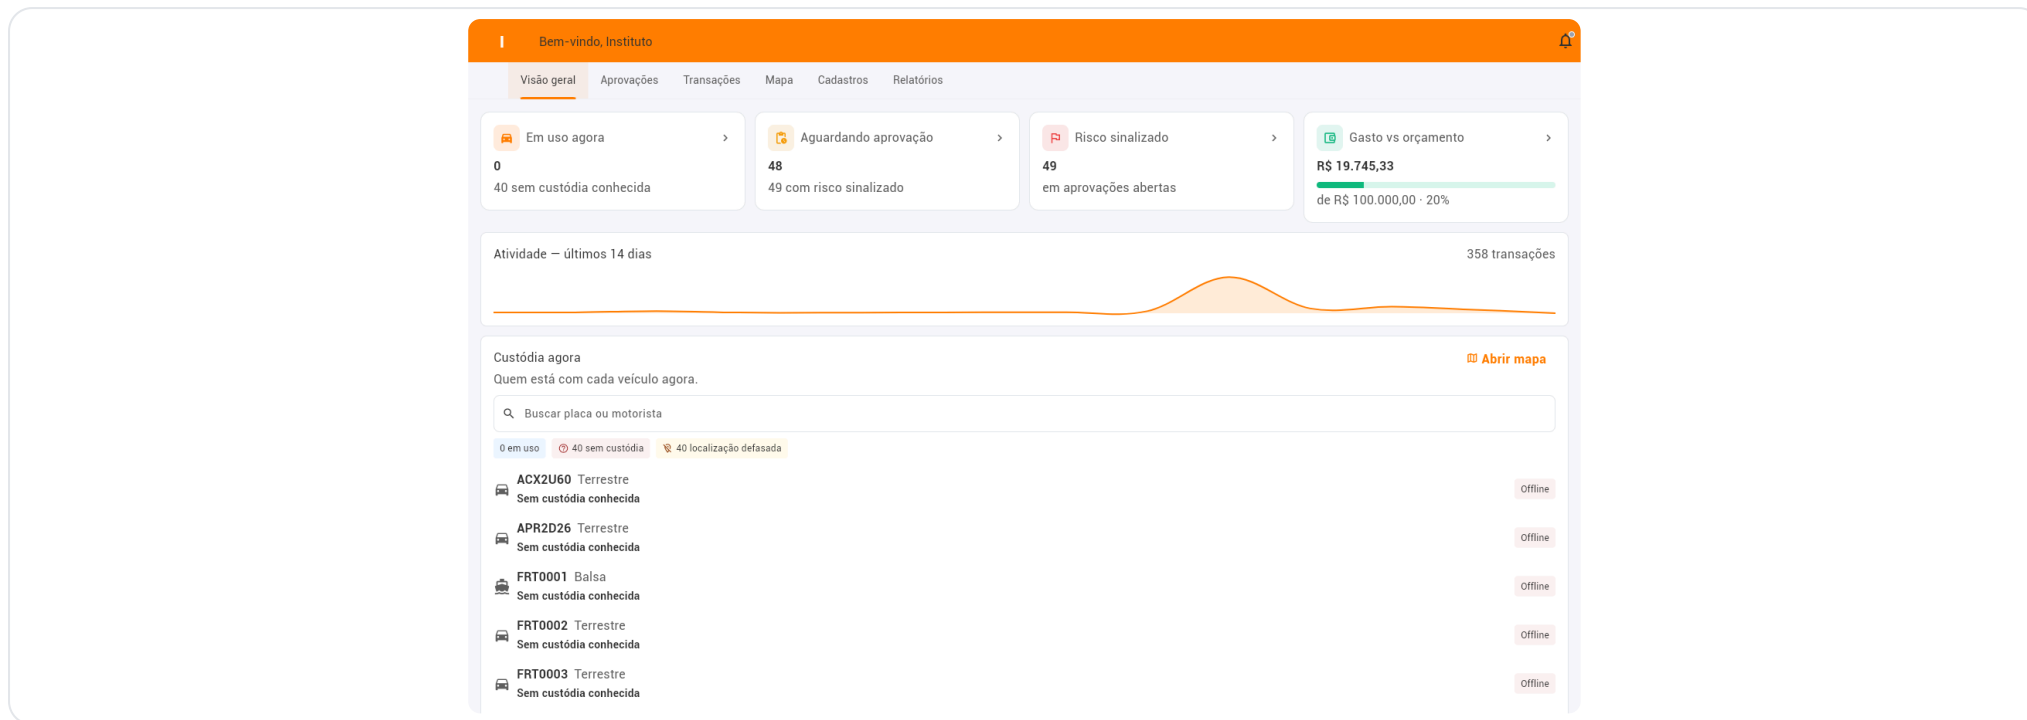 I Bem-vindo, Instituto
Visão geral Aprovações Transações Mapa Cadastros Relatórios
Em uso agora
0
40 sem custódia conhecida
Aguardando aprovação
48
49 com risco sinalizado
Risco sinalizado
49
em aprovações abertas
Gasto vs orçamento
R$ 19.745,33
de R$ 100.000,00 · 20%
Atividade — últimos 14 dias 358 transações
Custódia agora Abrir mapa
Quem está com cada veículo agora.
Buscar placa ou motorista
0 em uso 40 sem custódia 40 localização defasada
ACX2U60 Terrestre
Sem custódia conhecida Offline
APR2D26 Terrestre
Sem custódia conhecida Offline
FRT0001 Balsa
Sem custódia conhecida Offline
FRT0002 Terrestre
Sem custódia conhecida Offline
FRT0003 Terrestre
Sem custódia conhecida Offline